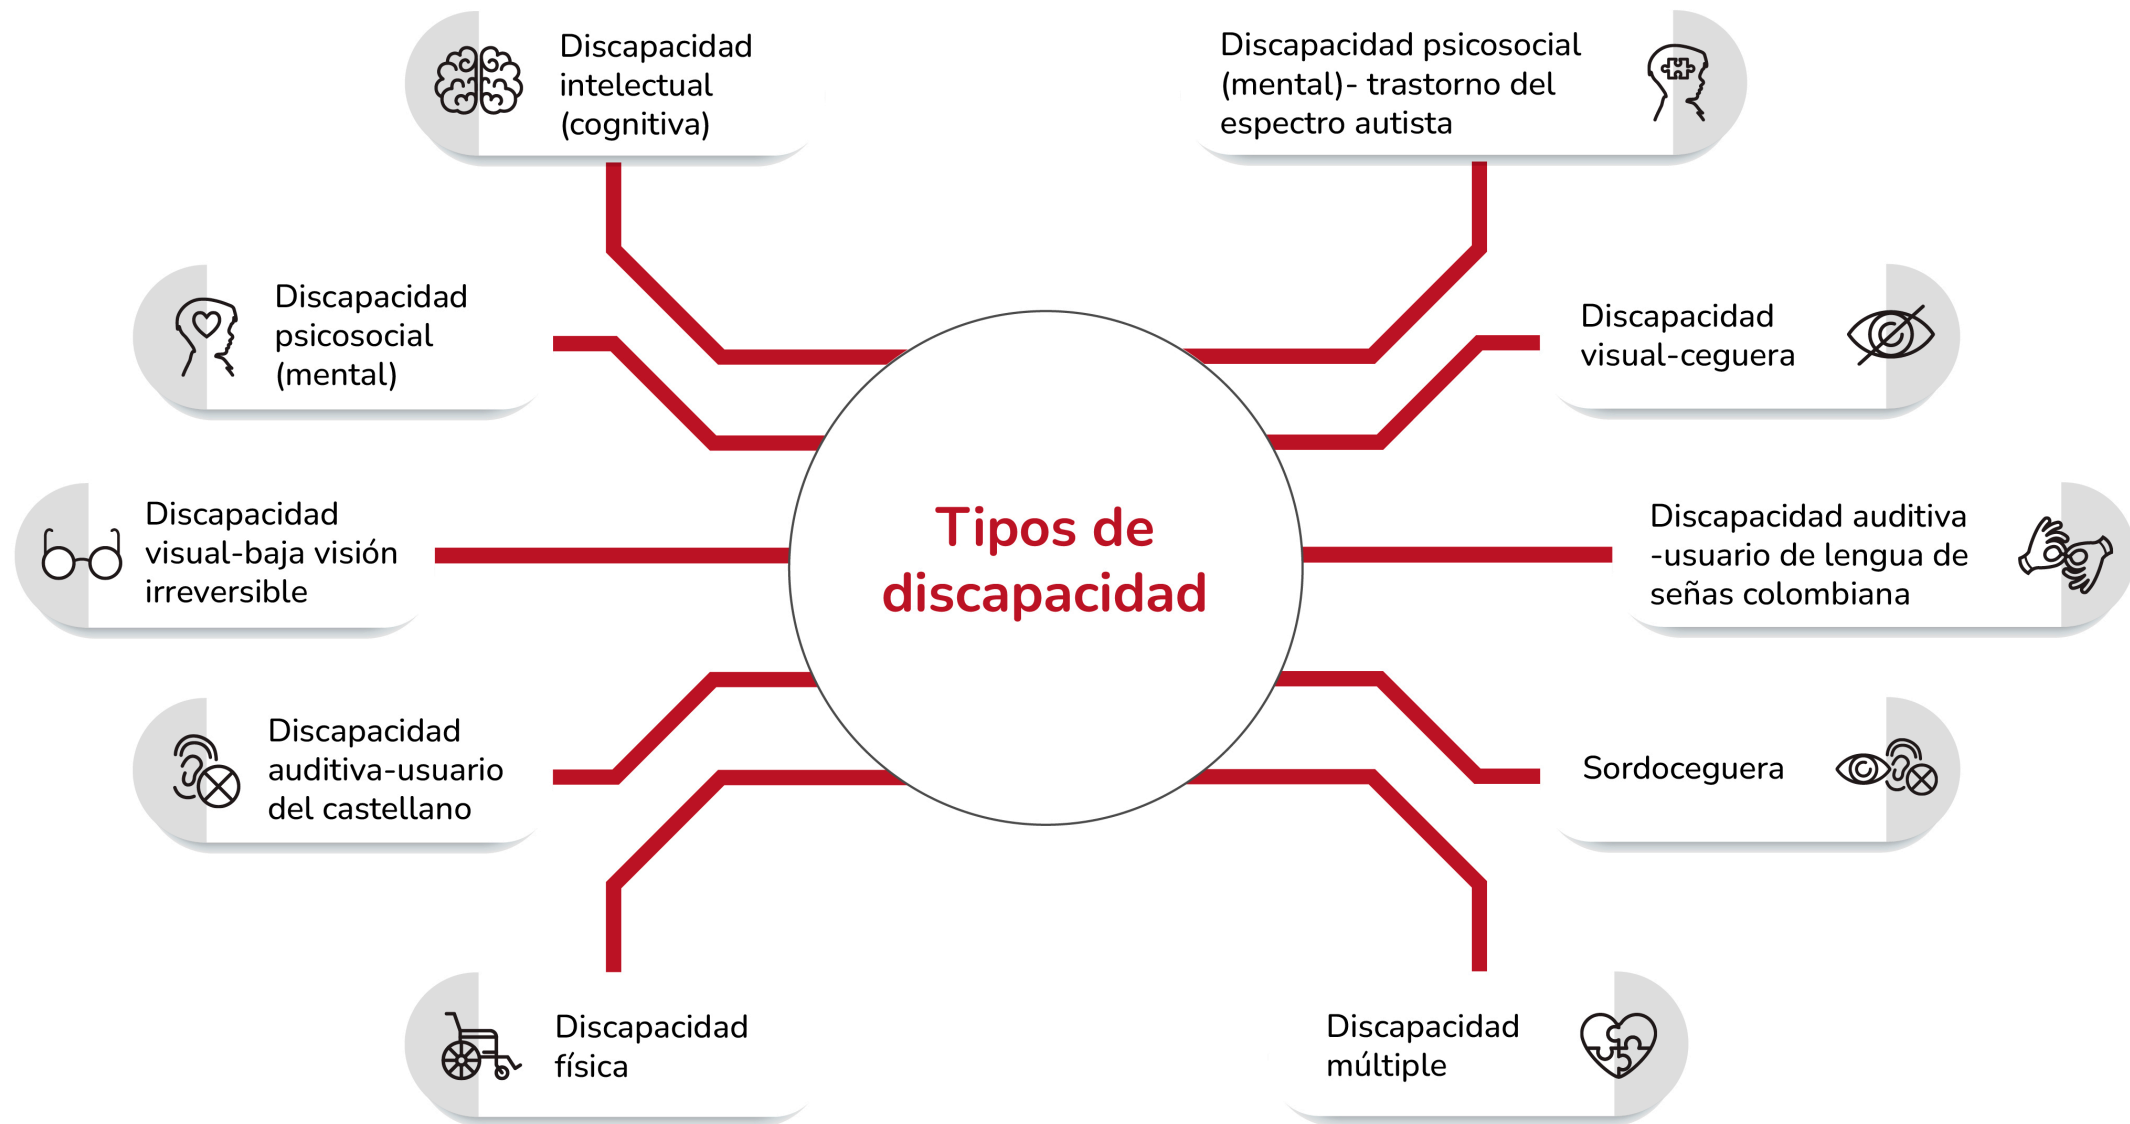 Discapacidad
intelectual
(cognitiva)
Discapacidad psicosocial
(mental)- trastorno del
espectro autista
Discapacidad
psicosocial
(mental)
Discapacidad
visual-ceguera
Discapacidad
visual-baja visión
irreversible
Tipos de
discapacidad
Discapacidad auditiva
-usuario de lengua de
señas colombiana
Discapacidad
auditiva-usuario
del castellano
Sordoceguera
Discapacidad
física
Discapacidad
múltiple